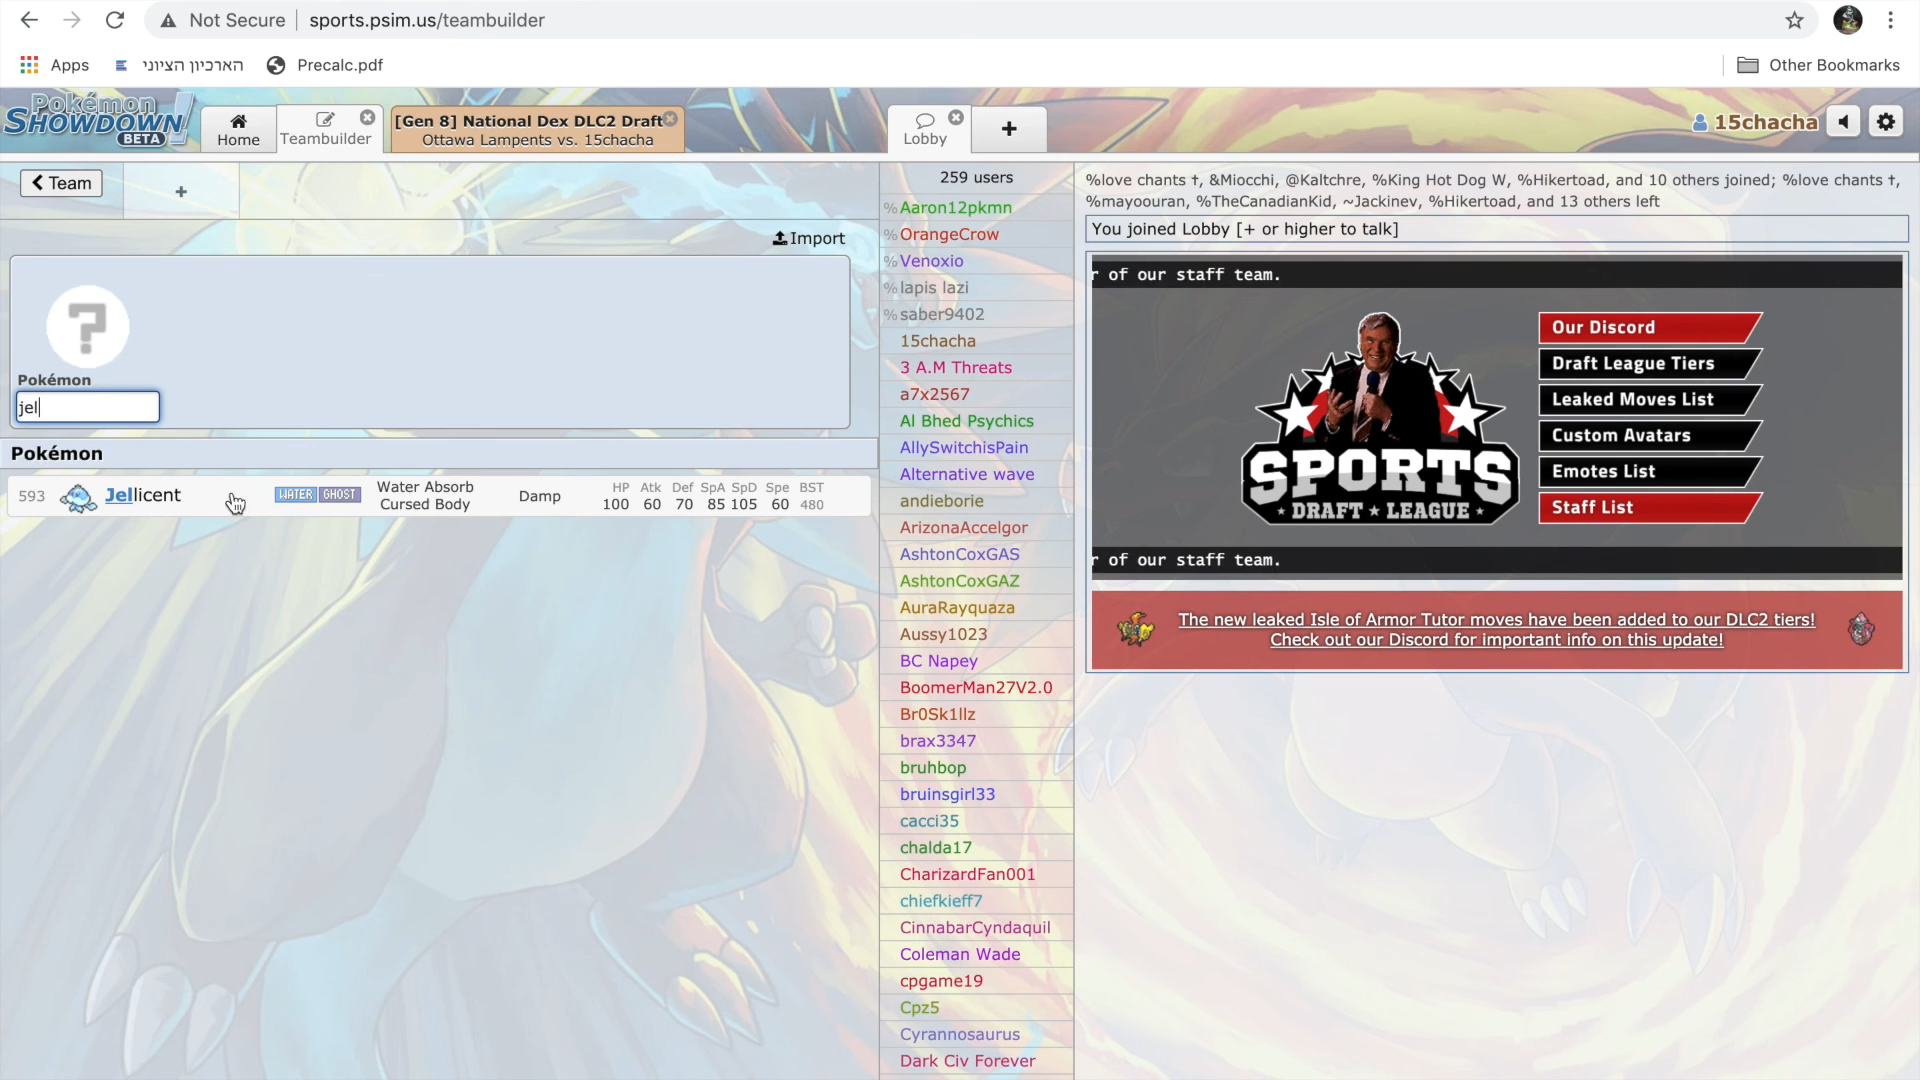 Not Secure
sports.psim.us/teambuilder
Apps
הארכיון הציוני
Precalc.pdf
Other Bookmarks
Pokémon
SHOWDOWN!
BETA
Home
Teambuilder
[Gen 8] National Dex DLC2 Draft
Ottawa Lampents vs. 15chacha
Lobby
+
15chacha
Team
+
Import
Pokémon
jel
Pokémon
593
Jellicent
WATER GHOST
Water Absorb
Cursed Body
Damp
HP Atk Def SpA SpD Spe BST
100 60 70 85 105 60 480
259 users
%Aaron12pkmn
%OrangeCrow
%Venoxio
%lapis lazi
%saber9402
15chacha
3 A.M Threats
a7x2567
Al Bhed Psychics
AllySwitchisPain
Alternative wave
andieborie
ArizonaAccelgor
AshtonCoxGAS
AshtonCoxGAZ
AuraRayquaza
Aussy1023
BC Napey
BoomerMan27V2.0
Br0Sk1llz
brax3347
bruhbop
bruinsgirl33
cacci35
chalda17
CharizardFan001
chiefkieff7
CinnabarCyndaquil
Coleman Wade
cpgame19
Cpz5
Cyrannosaurus
Dark Civ Forever
%love chants †, &Miocchi, @Kaltchre, %King Hot Dog W, %Hikertoad, and 10 others joined; %love chants †,
%mayoouran, %TheCanadianKid, ~Jackinev, %Hikertoad, and 13 others left
You joined Lobby [+ or higher to talk]
r of our staff team.
SPORTS
DRAFT ★ LEAGUE
Our Discord
Draft League Tiers
Leaked Moves List
Custom Avatars
Emotes List
Staff List
r of our staff team.
The new leaked Isle of Armor Tutor moves have been added to our DLC2 tiers!
Check out our Discord for important info on this update!